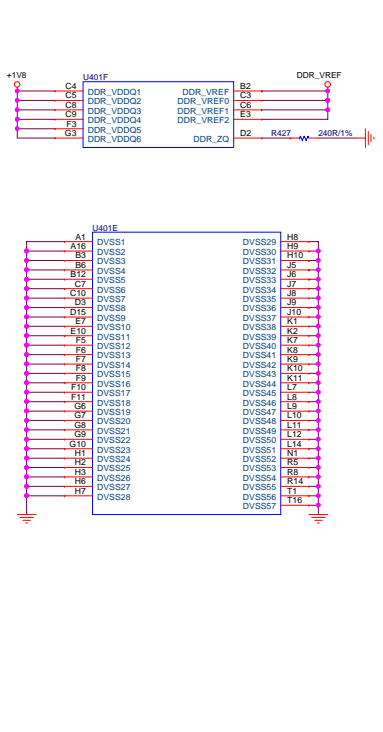 +1V8 U401F DDR_VREF
C4 DDR_VDDQ1 DDR_VREF B2
C5 DDR_VDDQ2 DDR_VREF0 C3
C8 DDR_VDDQ3 DDR_VREF1 C6
C9 DDR_VDDQ4 DDR_VREF2 E3
F3 DDR_VDDQ5
G3 DDR_VDDQ6 DDR_ZQ D2 R427 240R/1%
U401E
A1 DVSS1 DVSS29 H8
A16 DVSS2 DVSS30 H9
B3 DVSS3 DVSS31 H10
B6 DVSS4 DVSS32 J5
B12 DVSS5 DVSS33 J6
C7 DVSS6 DVSS34 J7
C10 DVSS7 DVSS35 J8
D3 DVSS8 DVSS36 J9
D15 DVSS9 DVSS37 J10
E7 DVSS10 DVSS38 K1
E10 DVSS11 DVSS39 K2
F5 DVSS12 DVSS40 K7
F6 DVSS13 DVSS41 K8
F7 DVSS14 DVSS42 K9
F8 DVSS15 DVSS43 K10
F9 DVSS16 DVSS44 K11
F10 DVSS17 DVSS45 L7
F11 DVSS18 DVSS46 L8
G6 DVSS19 DVSS47 L9
G7 DVSS20 DVSS48 L10
G8 DVSS21 DVSS49 L11
G9 DVSS22 DVSS50 L12
G10 DVSS23 DVSS51 L14
H1 DVSS24 DVSS52 N1
H2 DVSS25 DVSS53 R5
H3 DVSS26 DVSS54 R8
H6 DVSS27 DVSS55 R14
H7 DVSS28 DVSS56 T1
DVSS57 T16